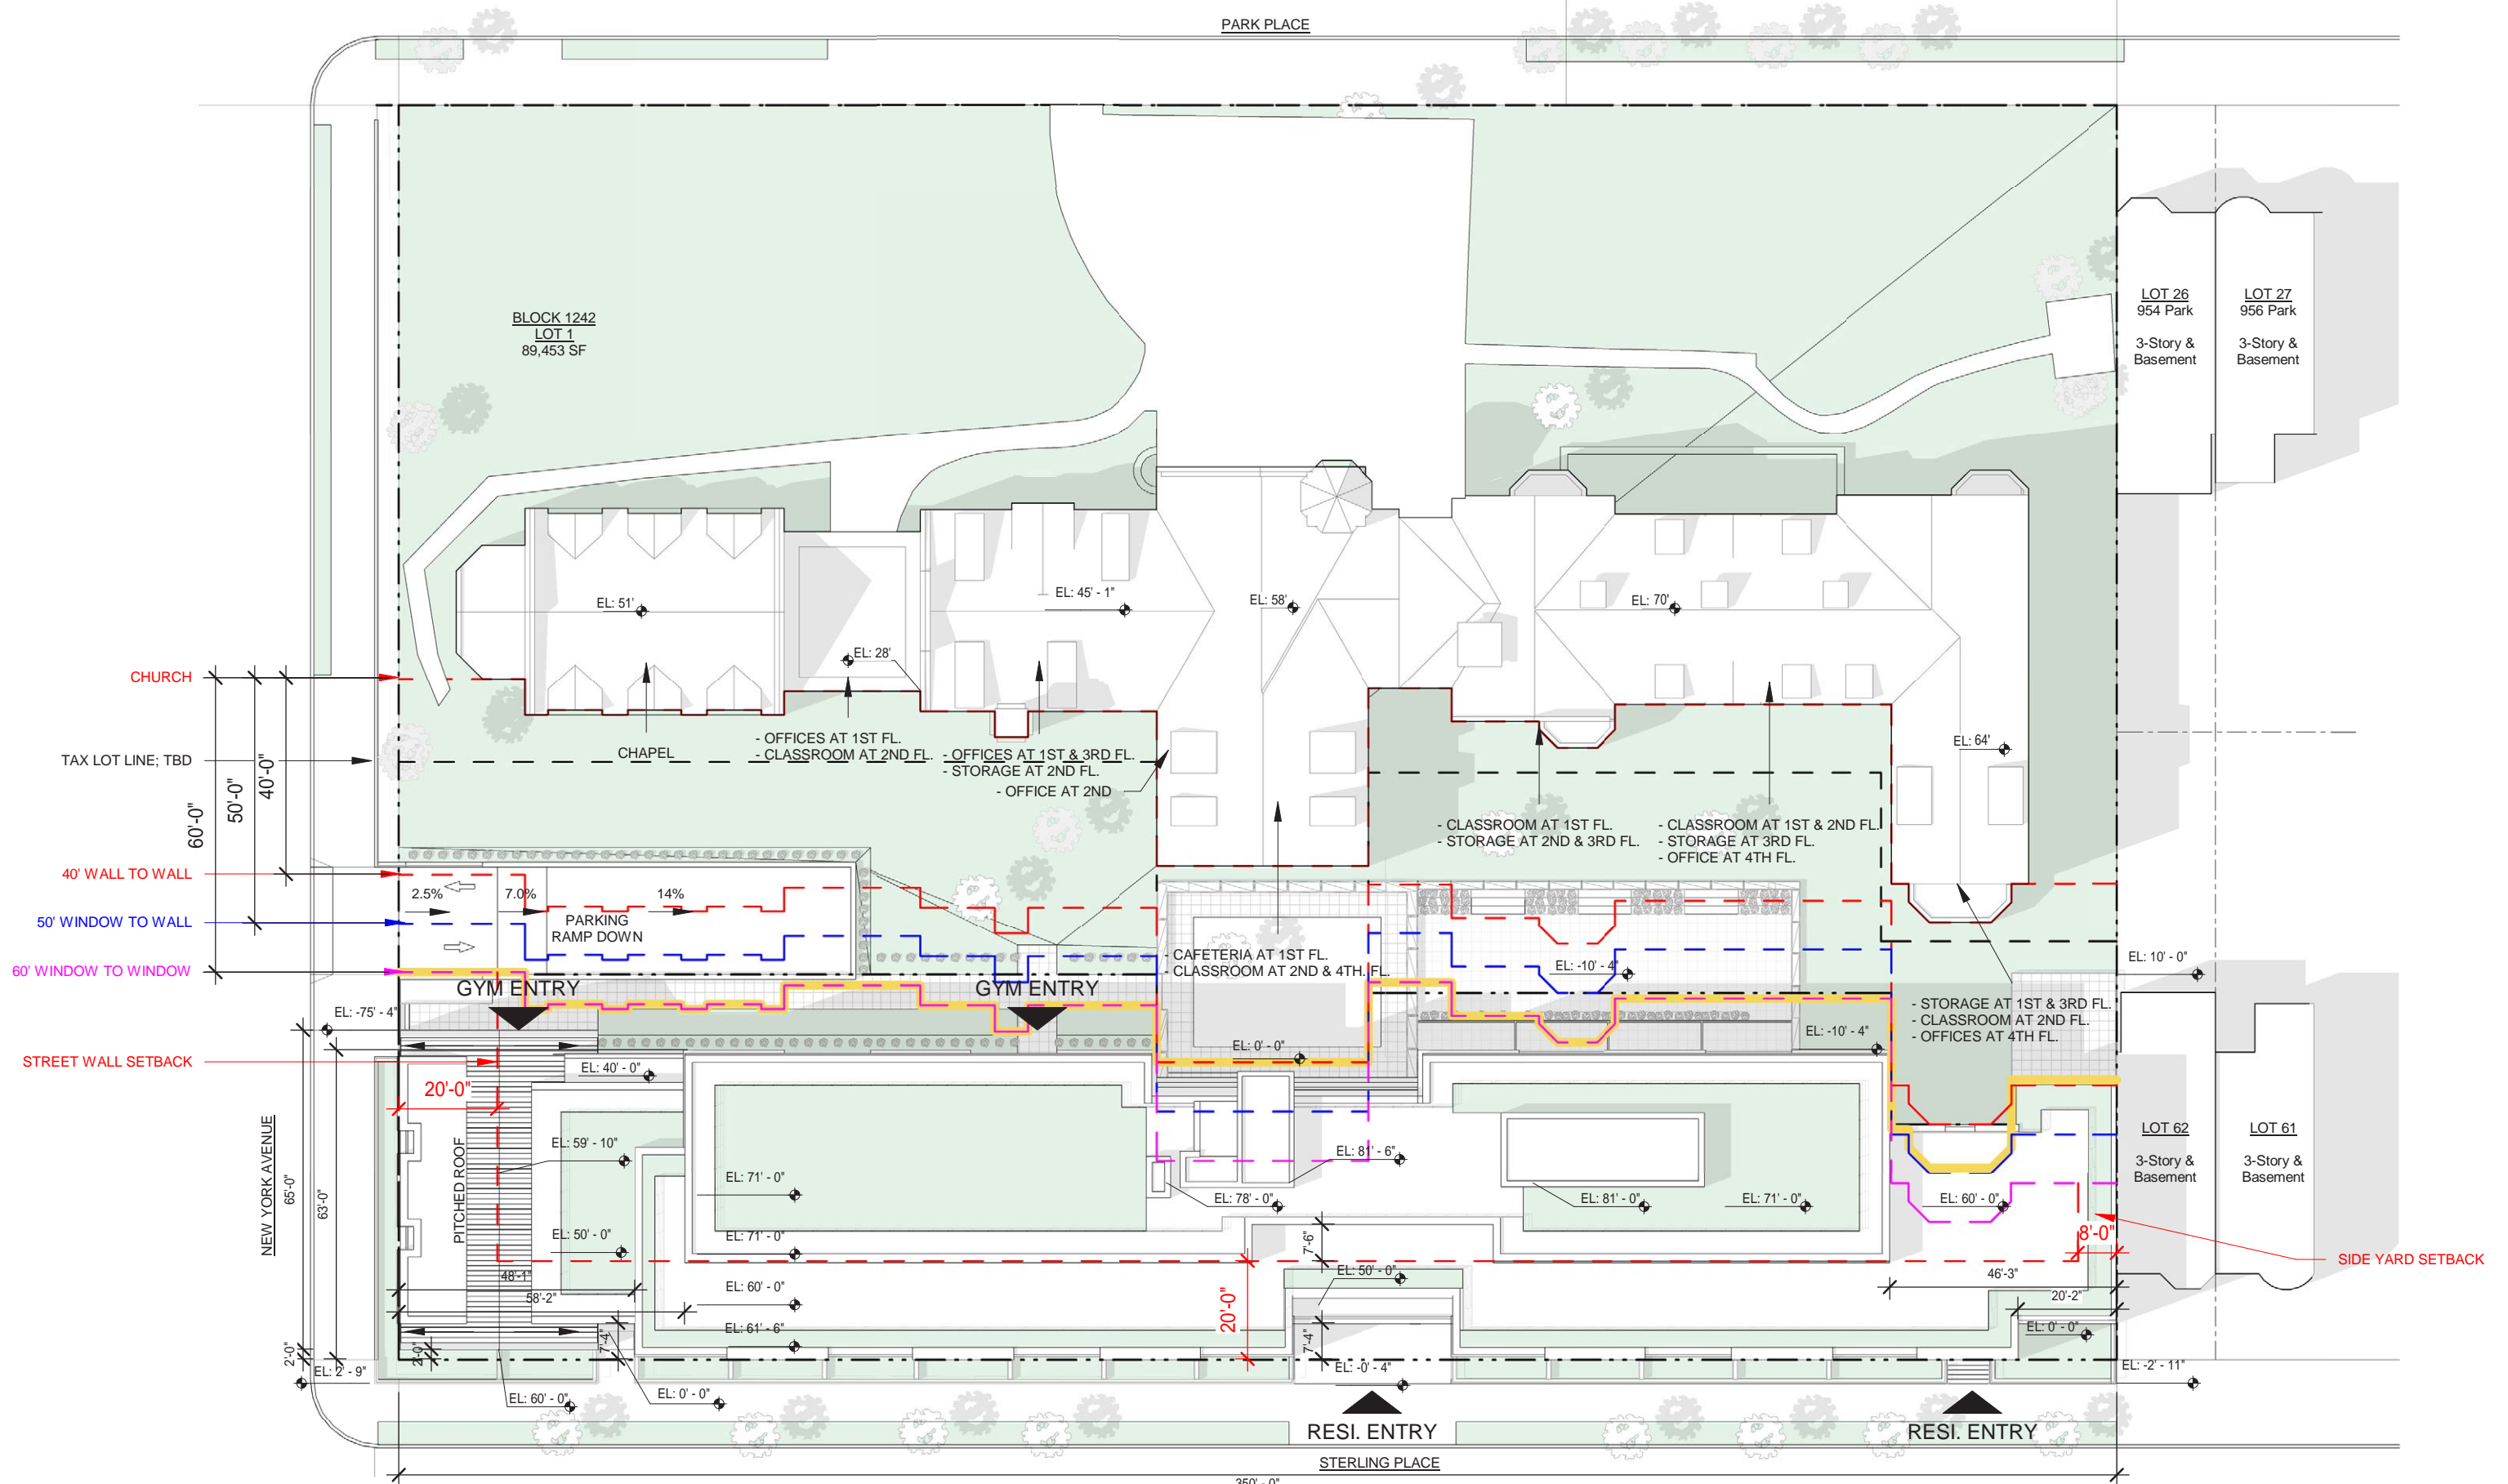 PARK PLACE
BLOCK 1242
LOT 1
89,453 SF
LOT 26
954 Park
3-Story &
Basement
LOT 27
956 Park
3-Story &
Basement
EL: 51'
EL: 45' - 1"
EL: 58'
EL: 70'
EL: 28'
EL: 64'
CHURCH
TAX LOT LINE; TBD
60'-0"
50'-0"
40'-0"
CHAPEL
- OFFICES AT 1ST FL.
- CLASSROOM AT 2ND FL.
- OFFICES AT 1ST & 3RD FL.
- STORAGE AT 2ND FL.
- OFFICE AT 2ND
- CLASSROOM AT 1ST FL.
- STORAGE AT 2ND & 3RD FL.
- CLASSROOM AT 1ST & 2ND FL.
- STORAGE AT 3RD FL.
- OFFICE AT 4TH FL.
40' WALL TO WALL
50' WINDOW TO WALL
60' WINDOW TO WINDOW
2.5%
7.0%
14%
PARKING
RAMP DOWN
- CAFETERIA AT 1ST FL.
- CLASSROOM AT 2ND & 4TH. FL.
EL: -10' - 4"
EL: 10' - 0"
GYM ENTRY
GYM ENTRY
EL: -75' - 4"
- STORAGE AT 1ST & 3RD FL.
- CLASSROOM AT 2ND FL.
- OFFICES AT 4TH FL.
EL: -10' - 4"
EL: 0' - 0"
STREET WALL SETBACK
EL: 40' - 0"
20'-0"
NEW YORK AVENUE
65'-0"
63'-0"
PITCHED ROOF
EL: 59' - 10"
EL: 71' - 0"
EL: 81' - 6"
EL: 78' - 0"
EL: 81' - 0"
EL: 71' - 0"
EL: 60' - 0"
LOT 62
3-Story &
Basement
LOT 61
3-Story &
Basement
EL: 50' - 0"
EL: 71' - 0"
7'-6"
8'-0"
SIDE YARD SETBACK
48'-1"
58'-2"
EL: 60' - 0"
EL: 50' - 0"
46'-3"
20'-2"
20'-0"
EL: 61' - 6"
7'-4"
7'-4"
EL: 0' - 0"
2'-0"
2'-0"
EL: 2' - 9"
EL: -0' - 4"
EL: -2' - 11"
EL: 60' - 0"
EL: 0' - 0"
RESI. ENTRY
RESI. ENTRY
STERLING PLACE
350' - 0"